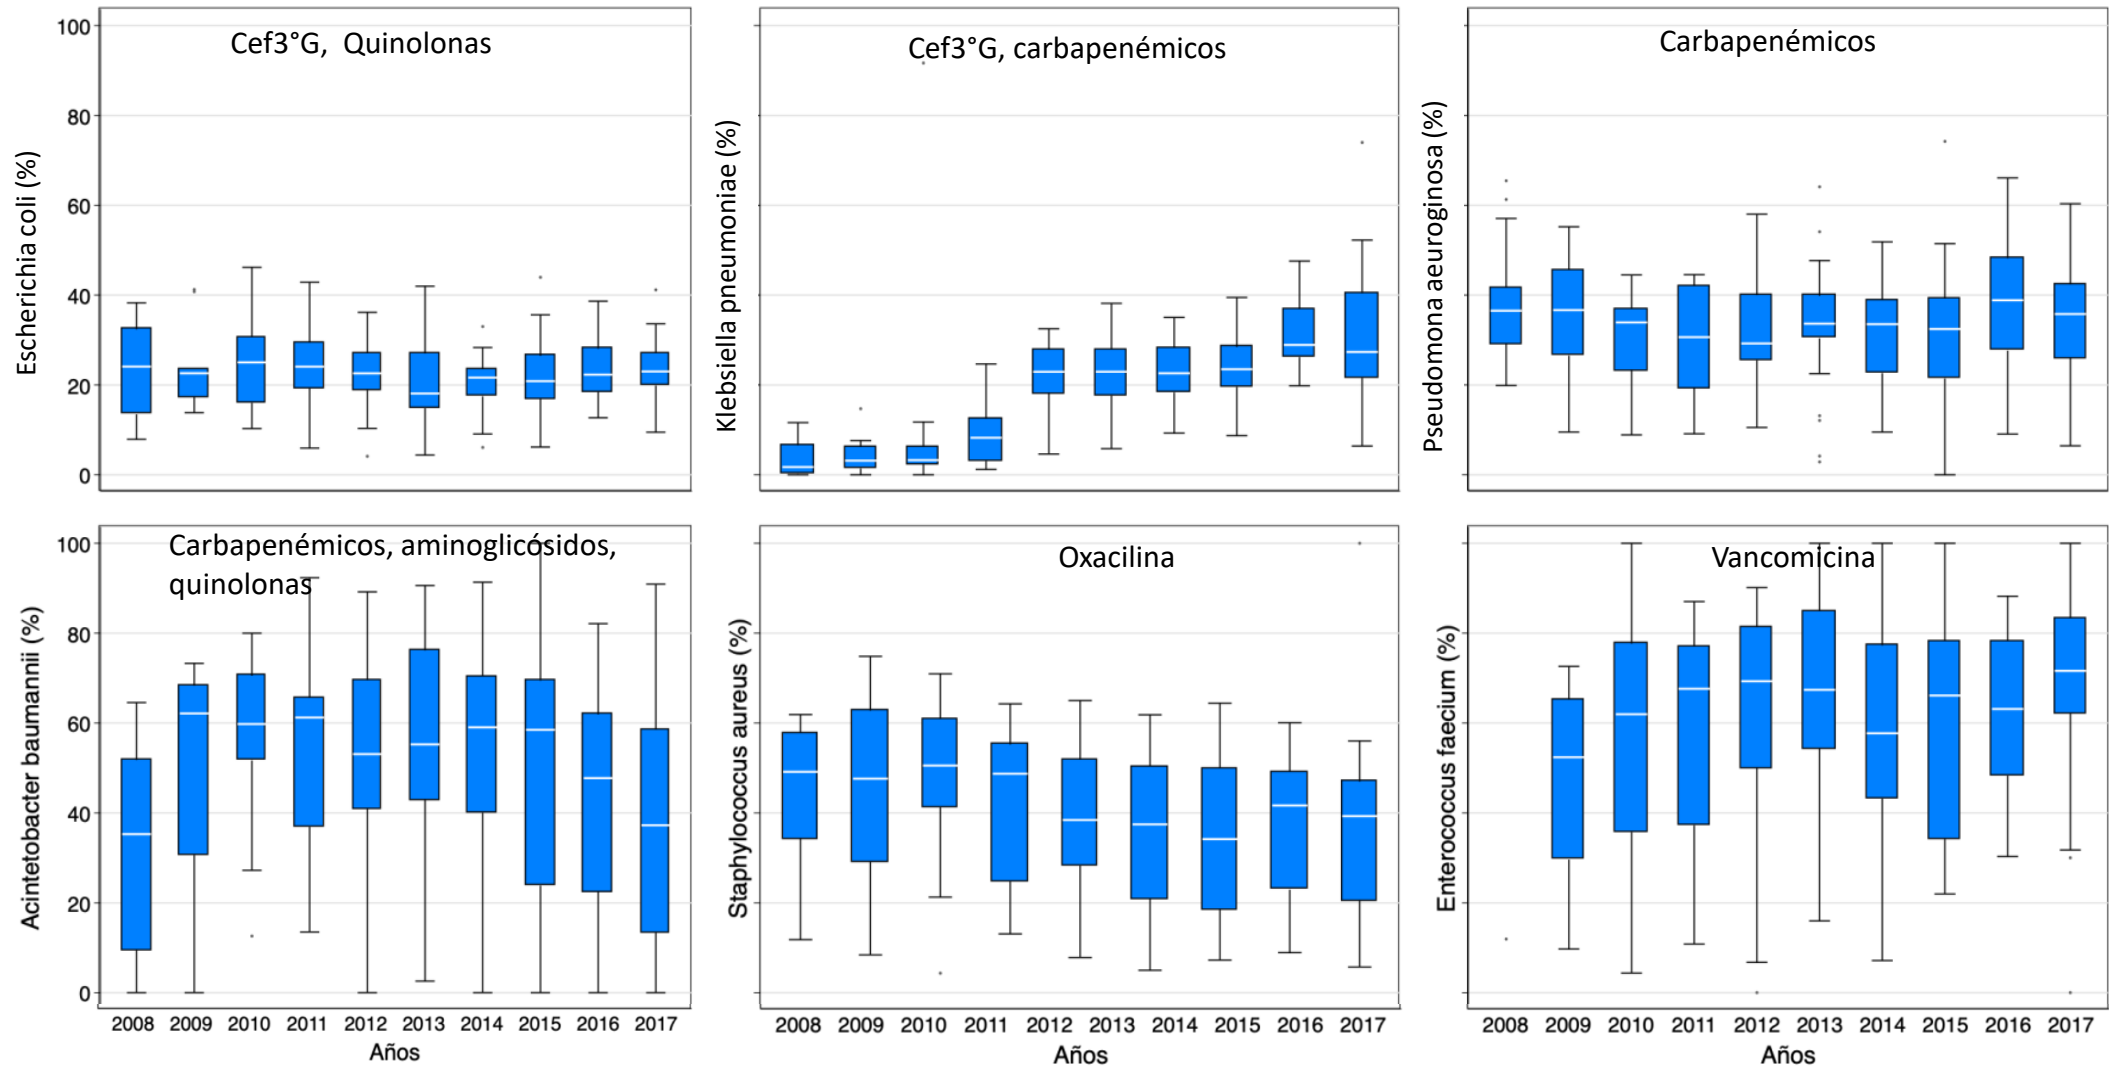 Cef3°G, Quinolonas
Escherichia coli (%)
100
80
60
40
20
0
Cef3°G, carbapenémicos
Klebsiella pneumoniae (%)
Carbapenémicos
Pseudomona aeuroginosa (%)
Carbapenémicos, aminoglicósidos,
quinolonas
Acintetobacter baumannii (%)
100
80
60
40
20
0
2008 2009 2010 2011 2012 2013 2014 2015 2016 2017
Años
Oxacilina
Staphylococcus aureus (%)
2008 2009 2010 2011 2012 2013 2014 2015 2016 2017
Años
Vancomicina
Enterococcus faecium (%)
2008 2009 2010 2011 2012 2013 2014 2015 2016 2017
Años